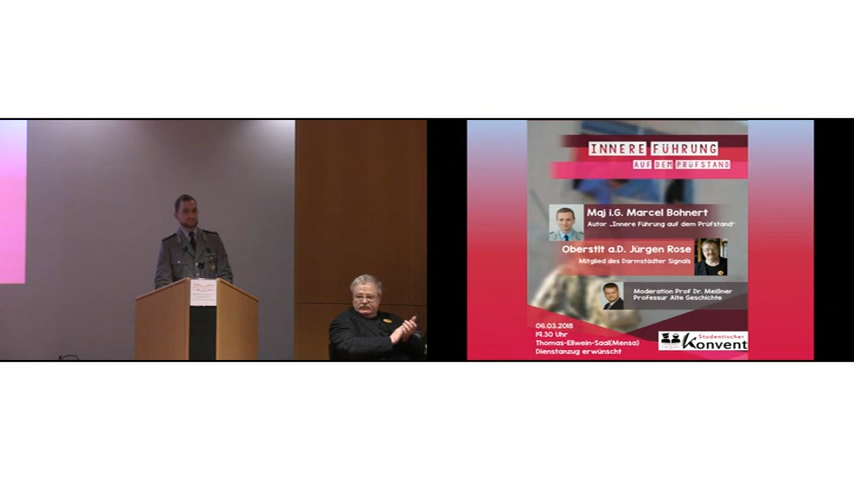 INNERE FÜHRUNG
AUF DEM PRÜFSTAND
Maj i.G. Marcel Bohnert
Autor „Innere Führung auf dem Prüfstand"
Oberstlt a.D. Jürgen Rose
Mitglied des Darmstädter Signals
Moderation Prof Dr. Meißner
Professur Alte Geschichte
06.03.2018
19.30 Uhr
Thomas-Ellwein-Saal(Mensa)
Dienstanzug erwünscht
Studentischer
Konvent